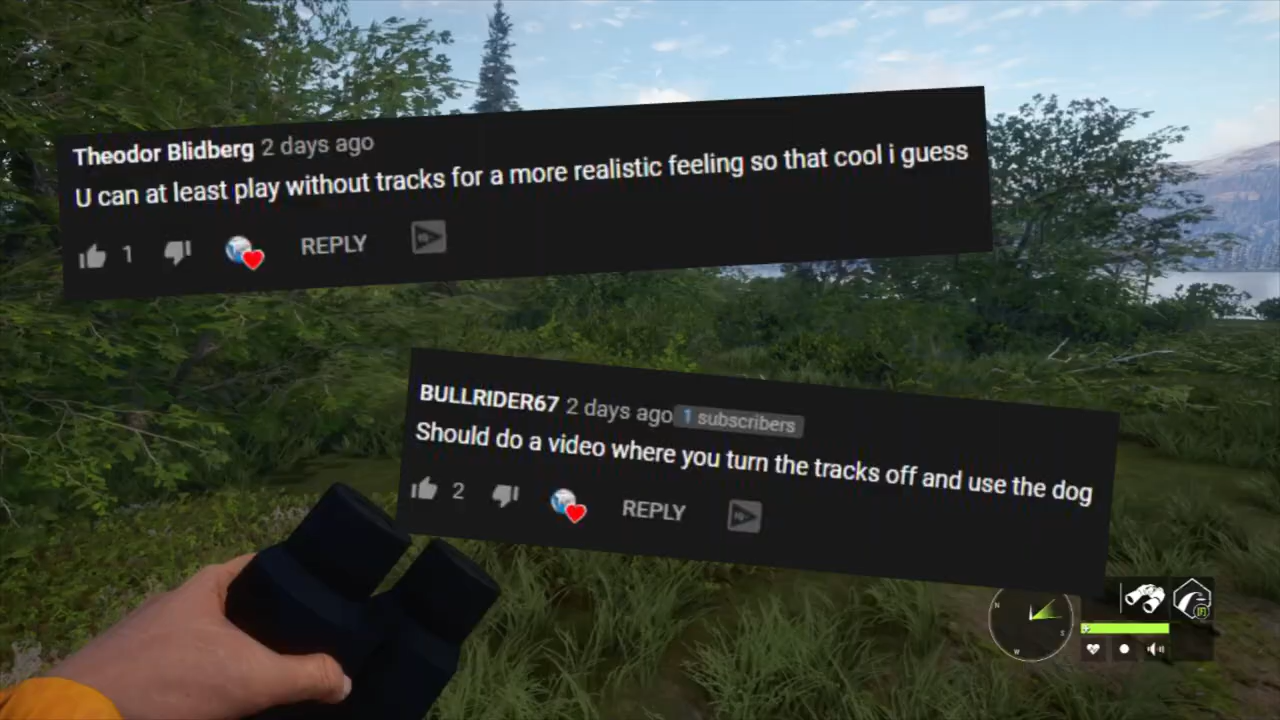 Theodor Blidberg 2 days ago
U can at least play without tracks for a more realistic feeling so that cool i guess
1 REPLY
BULLRIDER67 2 days ago 1 subscribers
Should do a video where you turn the tracks off and use the dog
2 REPLY